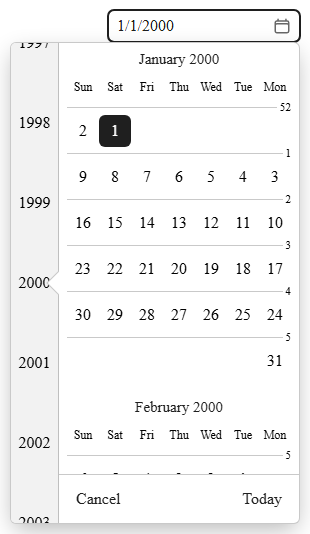 1/1/2000
1997
1998
1999
2000
2001
2002
2003
January 2000
Sun Sat Fri Thu Wed Tue Mon
52
2 1
1
9 8 7 6 5 4 3
2
16 15 14 13 12 11 10
3
23 22 21 20 19 18 17
4
30 29 28 27 26 25 24
5
31
February 2000
Sun Sat Fri Thu Wed Tue Mon
5
Cancel Today